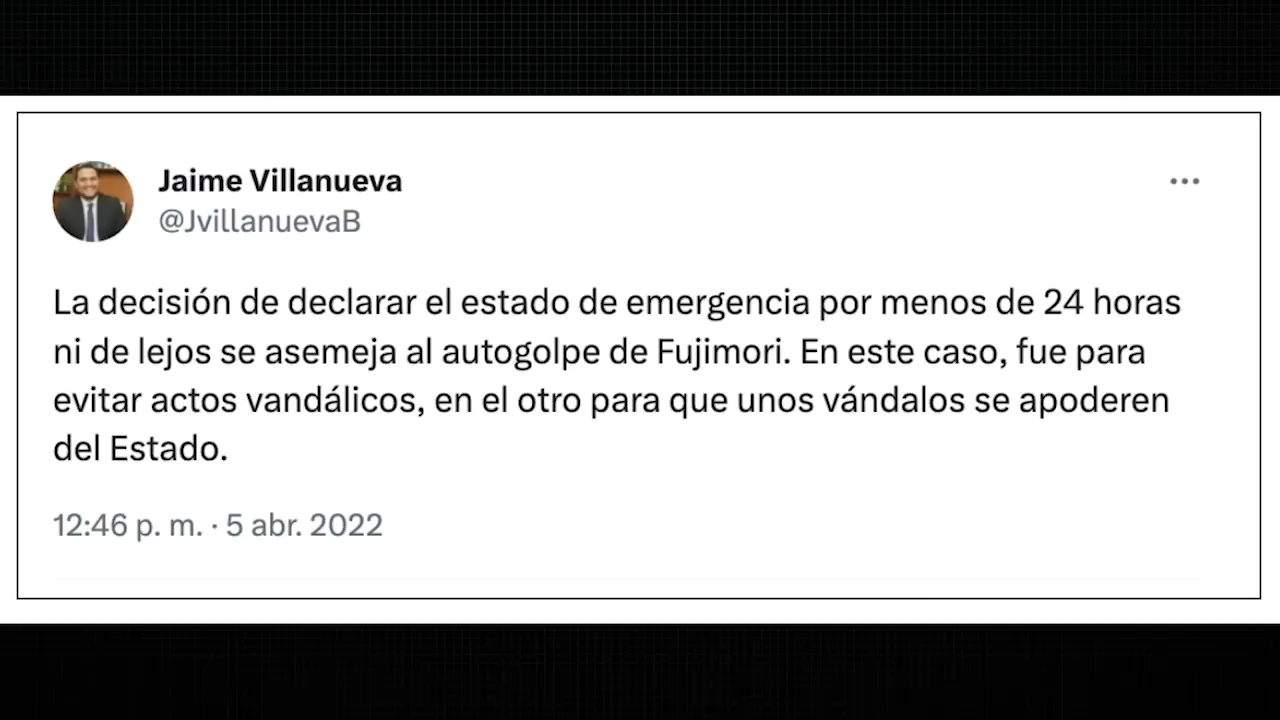 Jaime Villanueva
@JvillanuevaB
La decisión de declarar el estado de emergencia por menos de 24 horas
ni de lejos se asemeja al autogolpe de Fujimori. En este caso, fue para
evitar actos vandálicos, en el otro para que unos vándalos se apoderen
del Estado.
12:46 p. m. · 5 abr. 2022